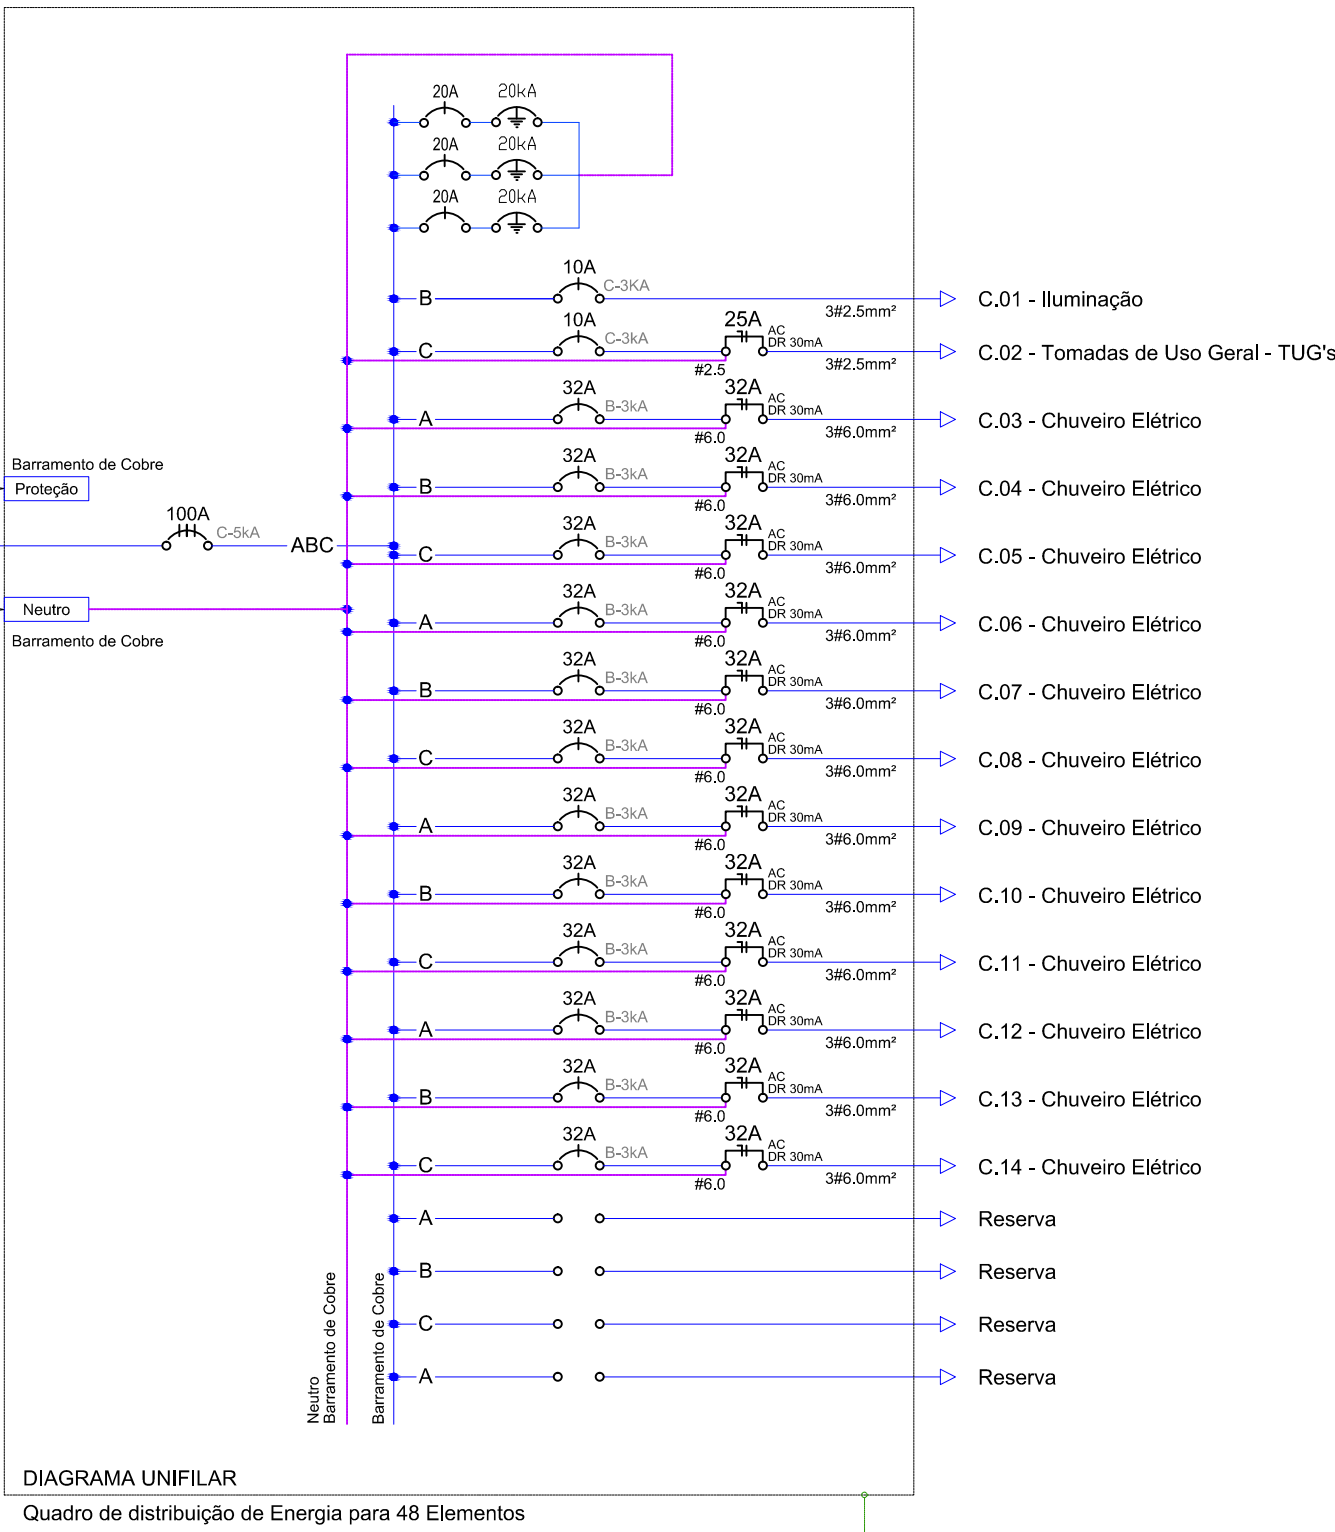 20A 20kA
20A 20kA
20A 20kA
B 10A C-3KA 3#2.5mm² C.01 - Iluminação
C 10A C-3kA #2.5 25A AC DR 30mA 3#2.5mm² C.02 - Tomadas de Uso Geral - TUG's
A 32A B-3kA #6.0 32A AC DR 30mA 3#6.0mm² C.03 - Chuveiro Elétrico
Barramento de Cobre
Proteção
B 32A B-3kA #6.0 32A AC DR 30mA 3#6.0mm² C.04 - Chuveiro Elétrico
100A C-5kA ABC
C 32A B-3kA #6.0 32A AC DR 30mA 3#6.0mm² C.05 - Chuveiro Elétrico
Neutro
Barramento de Cobre
A 32A B-3kA #6.0 32A AC DR 30mA 3#6.0mm² C.06 - Chuveiro Elétrico
B 32A B-3kA #6.0 32A AC DR 30mA 3#6.0mm² C.07 - Chuveiro Elétrico
C 32A B-3kA #6.0 32A AC DR 30mA 3#6.0mm² C.08 - Chuveiro Elétrico
A 32A B-3kA #6.0 32A AC DR 30mA 3#6.0mm² C.09 - Chuveiro Elétrico
B 32A B-3kA #6.0 32A AC DR 30mA 3#6.0mm² C.10 - Chuveiro Elétrico
C 32A B-3kA #6.0 32A AC DR 30mA 3#6.0mm² C.11 - Chuveiro Elétrico
A 32A B-3kA #6.0 32A AC DR 30mA 3#6.0mm² C.12 - Chuveiro Elétrico
B 32A B-3kA #6.0 32A AC DR 30mA 3#6.0mm² C.13 - Chuveiro Elétrico
C 32A B-3kA #6.0 32A AC DR 30mA 3#6.0mm² C.14 - Chuveiro Elétrico
A Reserva
B Reserva
C Reserva
A Reserva
Neutro
Barramento de Cobre
Barramento de Cobre
DIAGRAMA UNIFILAR
Quadro de distribuição de Energia para 48 Elementos